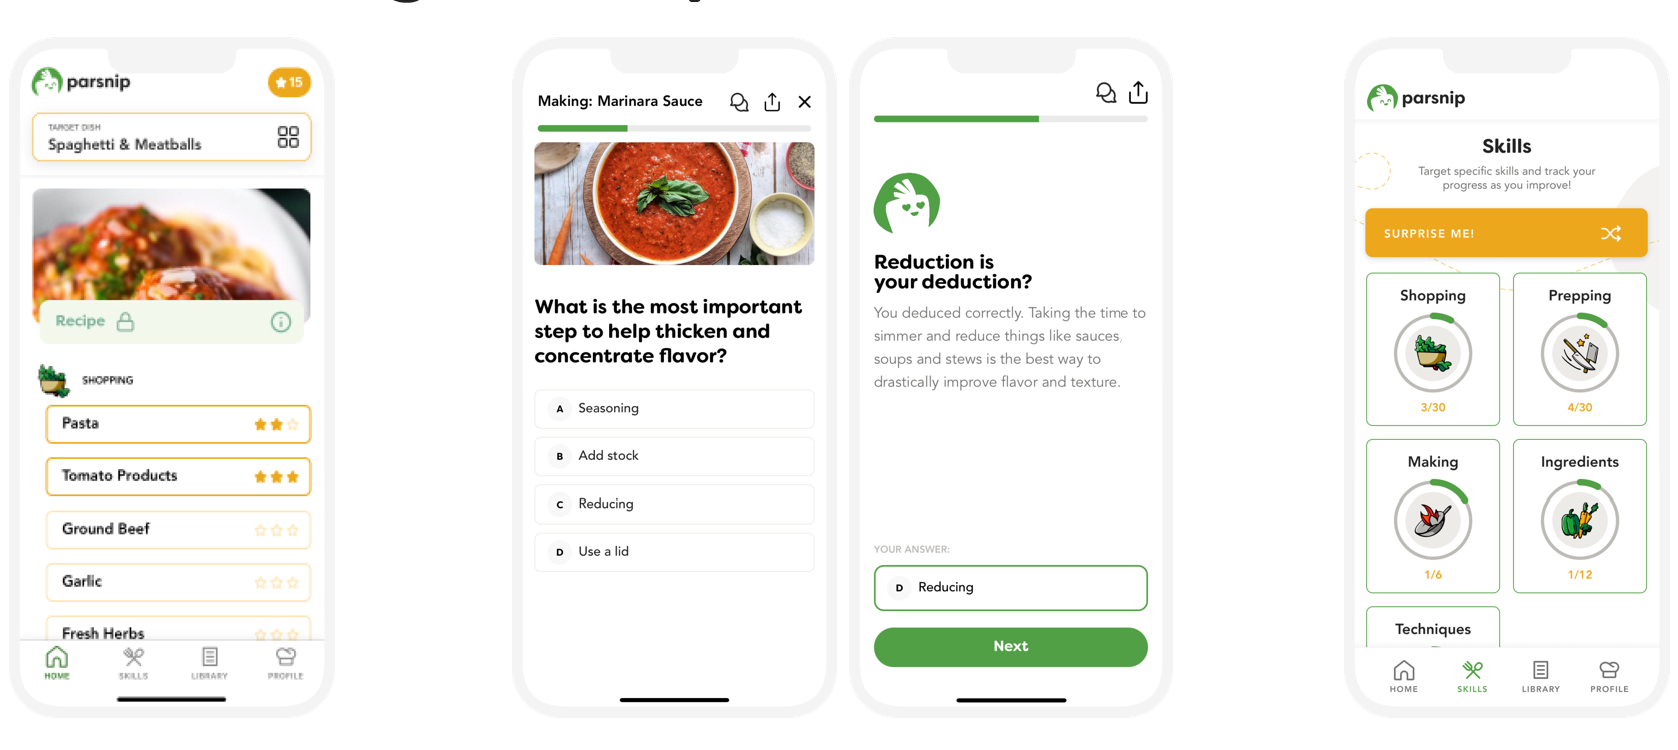 parsnip
15
TARGET DISH
Spaghetti & Meatballs
Recipe
SHOPPING
Pasta
Tomato Products
Ground Beef
Garlic
Fresh Herbs
HOME
SKILLS
LIBRARY
PROFILE
Making: Marinara Sauce
What is the most important
step to help thicken and
concentrate flavor?
A Seasoning
B Add stock
C Reducing
D Use a lid
Reduction is
your deduction?
You deduced correctly. Taking the time to
simmer and reduce things like sauces,
soups and stews is the best way to
drastically improve flavor and texture.
YOUR ANSWER:
D Reducing
Next
parsnip
Skills
Target specific skills and track your
progress as you improve!
SURPRISE ME!
Shopping
3/30
Prepping
4/30
Making
1/6
Ingredients
1/12
Techniques
HOME
SKILLS
LIBRARY
PROFILE